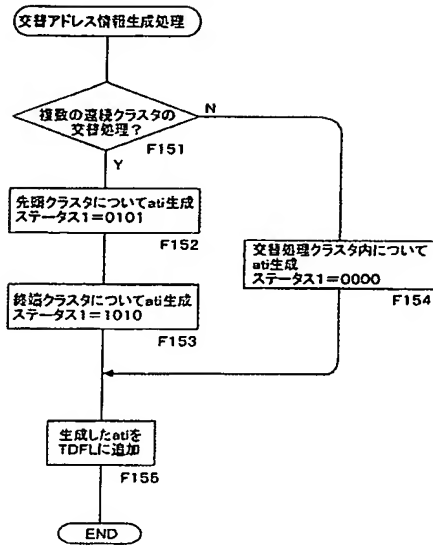 交替アドレス情報生成処理
複数の連続クラスタの
交替処理？
N
F151
Y
先頭クラスタについてati生成
ステータス1＝0101
F152
交替処理クラスタ内について
ati生成
ステータス1＝0000
F154
終端クラスタについてati生成
ステータス1＝1010
F153
生成したatiを
TDFLに追加
F155
END